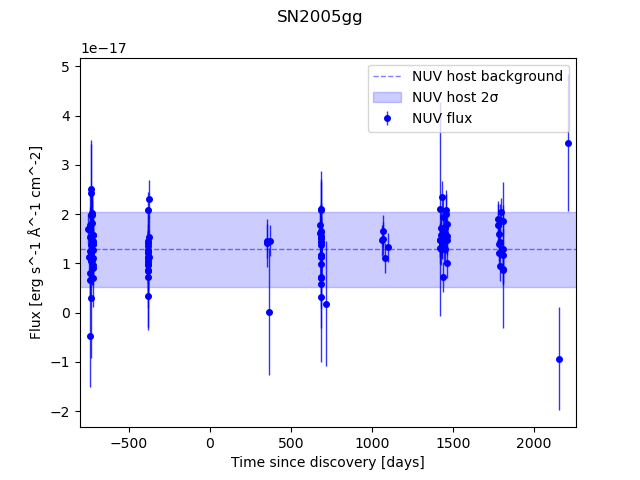 SN2005gg
1e−17
NUV host background
NUV host 2σ
NUV flux
5
4
3
2
1
0
−1
−2
Flux [erg s^-1 Å^-1 cm^-2]
−500 0 500 1000 1500 2000
Time since discovery [days]